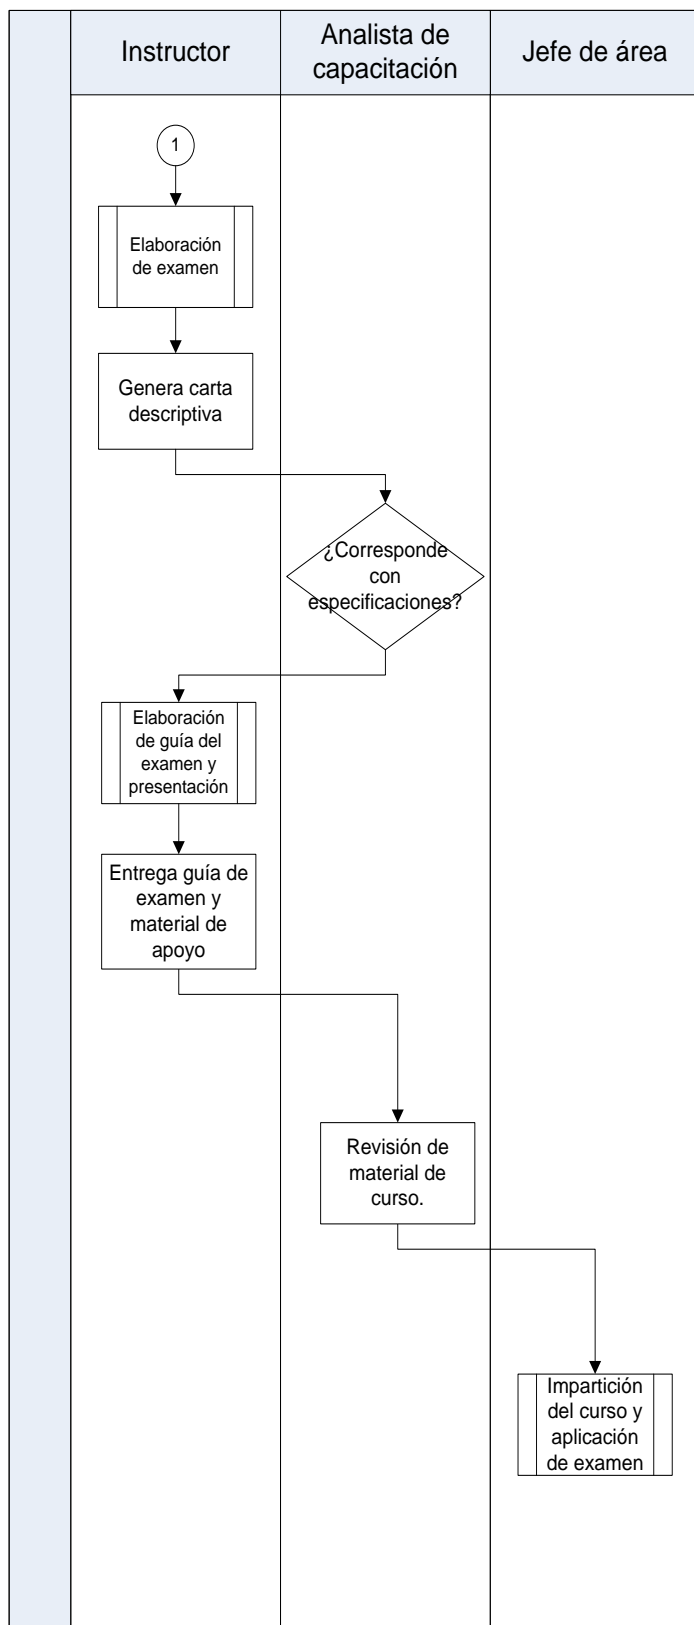 Instructor
Analista de
capacitación
Jefe de área
1
Elaboración
de examen
Genera carta
descriptiva
¿Corresponde
con
especificaciones?
Elaboración
de guía del
examen y
presentación
Entrega guía de
examen y
material de
apoyo
Revisión de
material de
curso.
Impartición
del curso y
aplicación
de examen